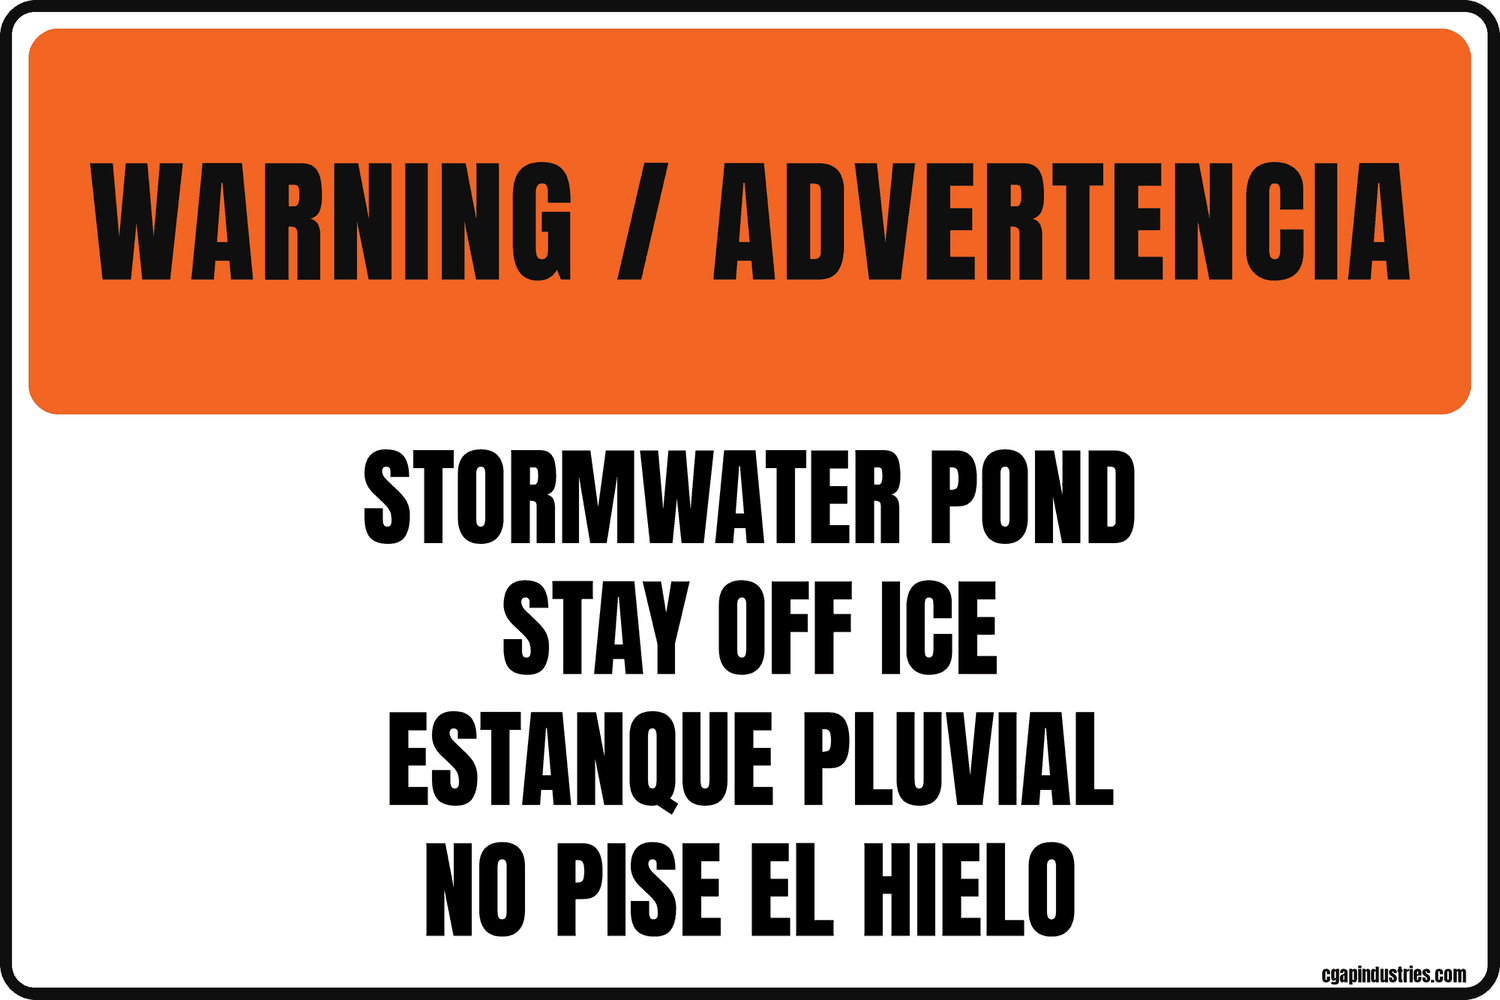 WARNING / ADVERTENCIA
STORMWATER POND
STAY OFF ICE
ESTANQUE PLUVIAL
NO PISE EL HIELO
cgapindustries.com